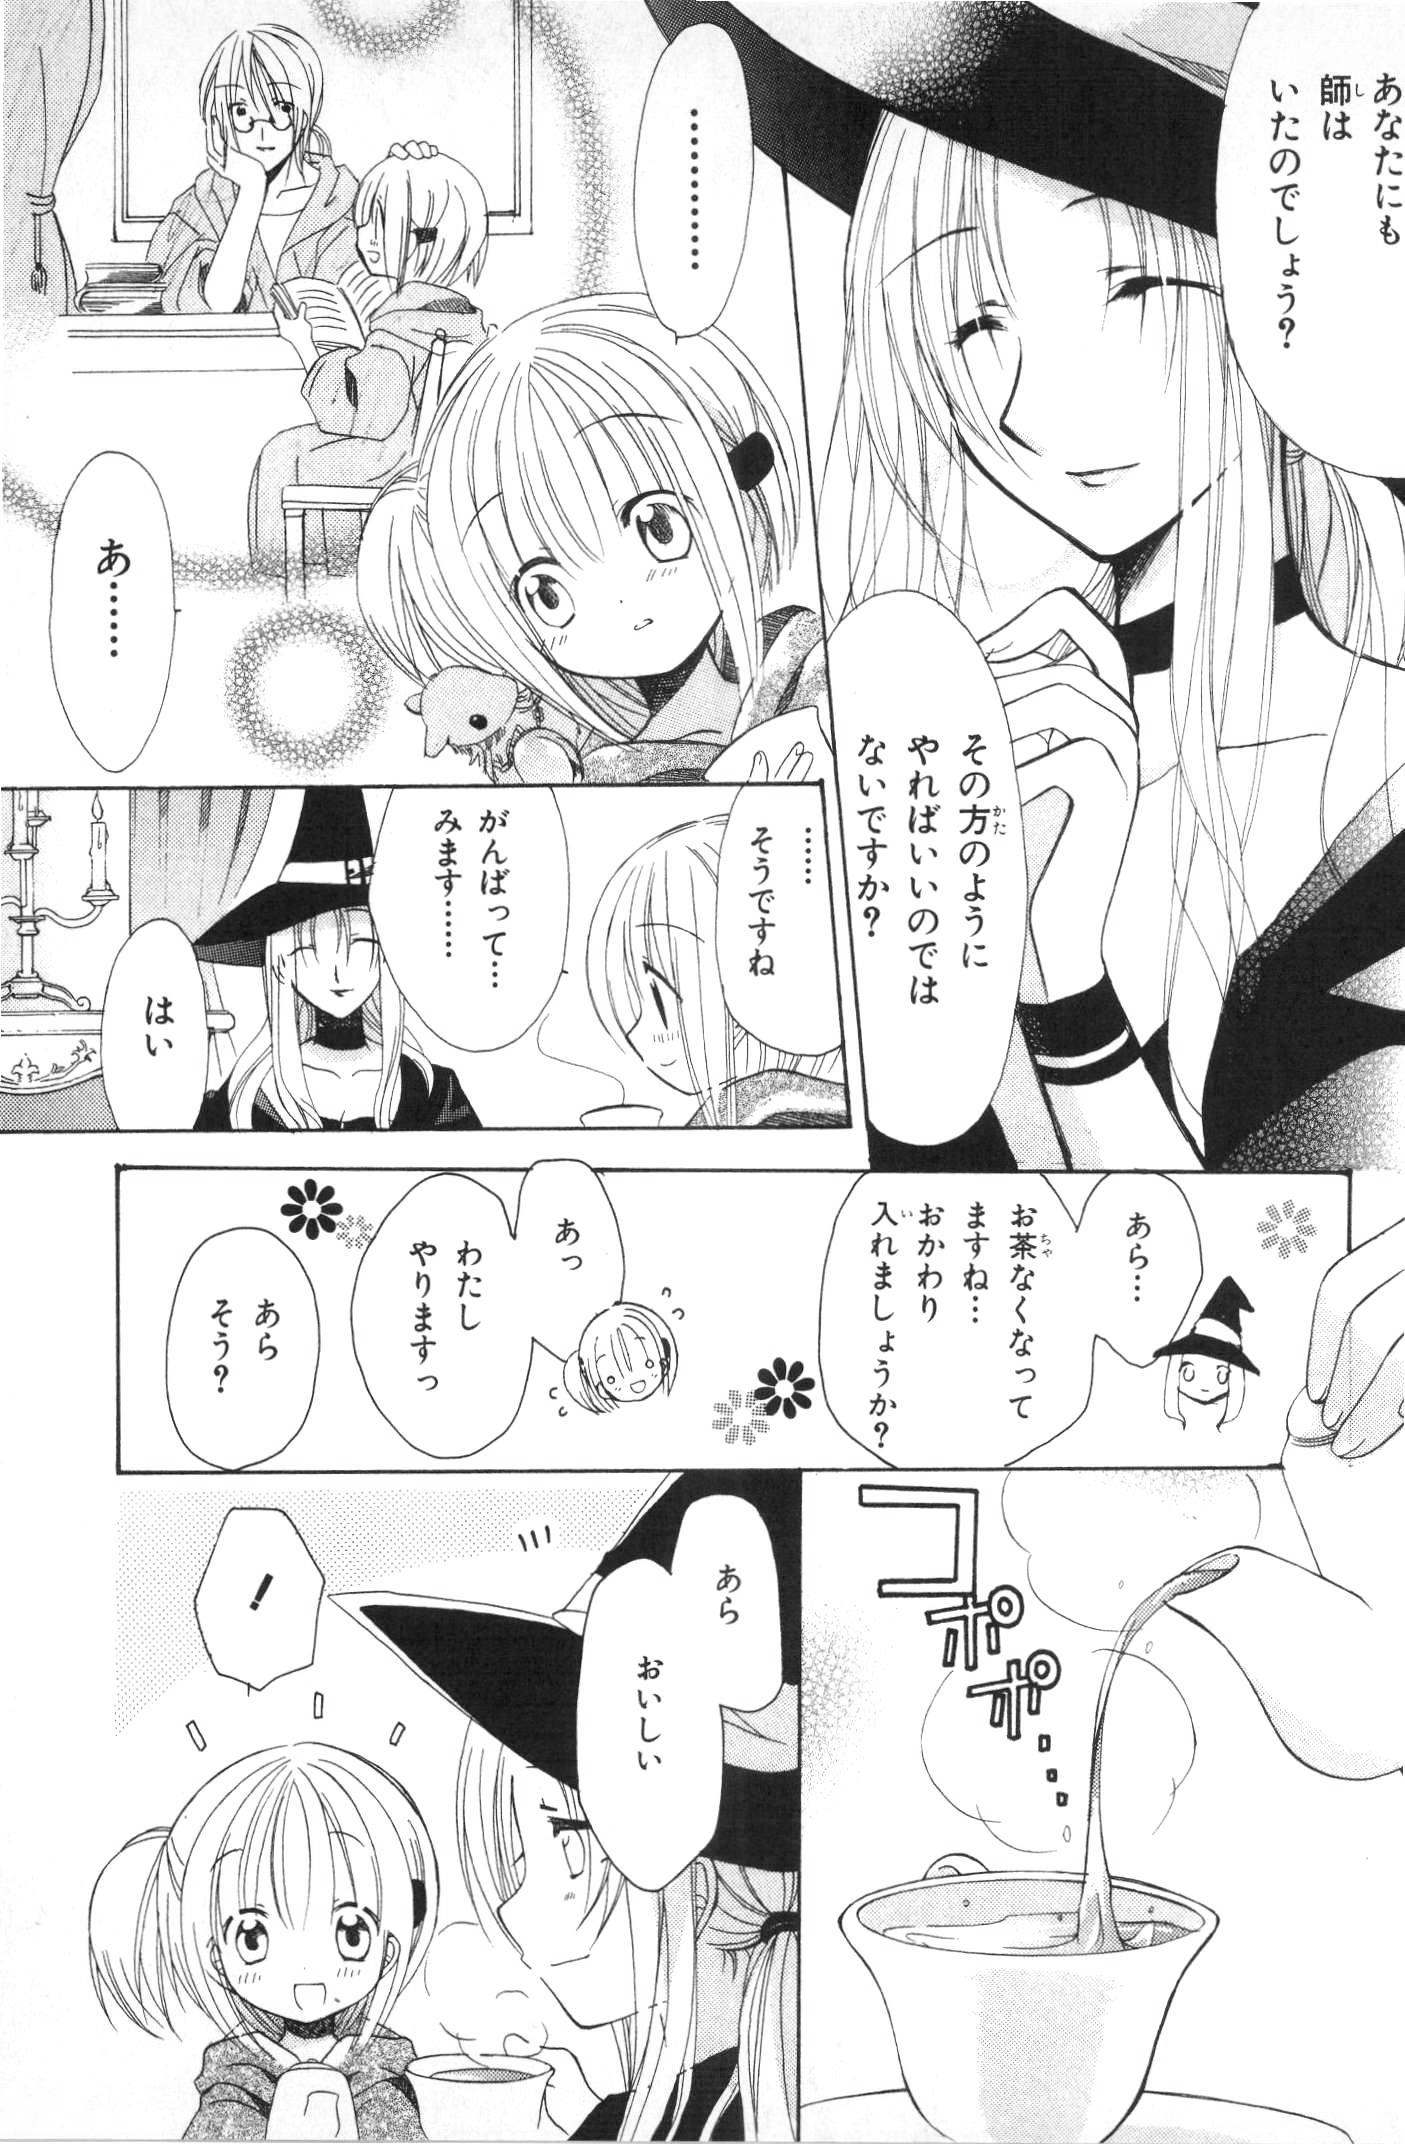 あなたにも
師は
いたのでしょう?
その方のように
やればいいのでは
ないですか?
…………
あ……
……
そうですね
がんばって…
みます……
はい
あら…
お茶なくなって
ますね…
おかわり
入れましょうか?
あっ
わたし
やりますっ
あら
そう?
コポポ…
あら
おいしい
!